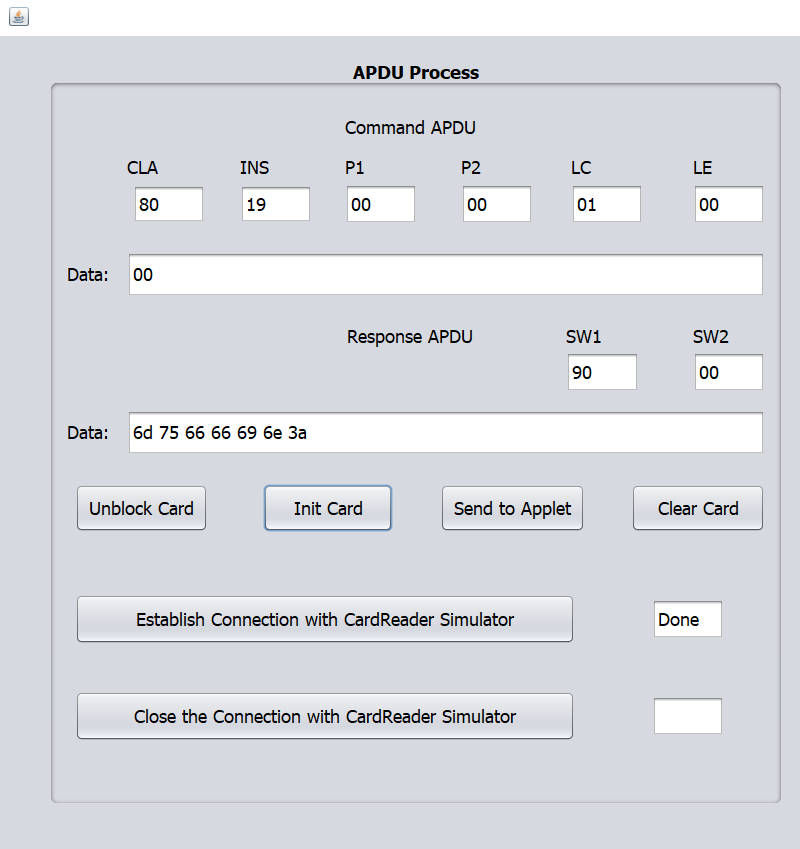 APDU Process
Command APDU
CLA INS P1 P2 LC LE
80 19 00 00 01 00
Data: 00
Response APDU SW1 SW2
90 00
Data: 6d 75 66 66 69 6e 3a
Unblock Card Init Card Send to Applet Clear Card
Establish Connection with CardReader Simulator Done
Close the Connection with CardReader Simulator